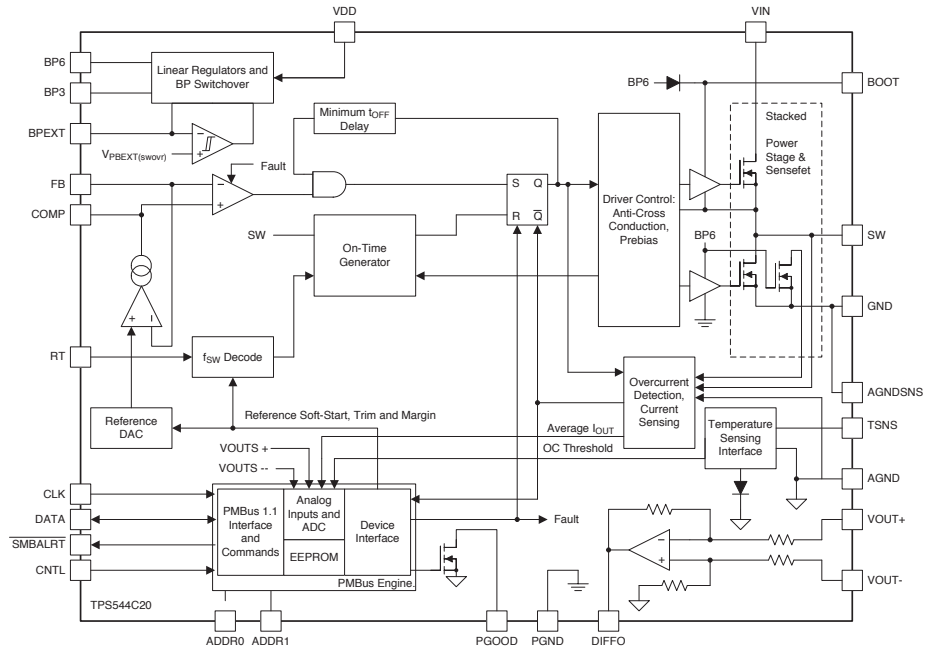 VDD
VIN
BP6
BP3
BPEXT
Linear Regulators and
BP Switchover
VPBEXT(swovr)
BP6
BOOT
Minimum tOFF
Delay
Stacked
Power
Stage &
Sensefet
Fault
FB
COMP
S Q
R Q
Driver Control:
Anti-Cross
Conduction,
Prebias
SW
On-Time
Generator
BP6
SW
GND
RT
fSW Decode
Overcurrent
Detection,
Current
Sensing
AGNDSNS
Reference
DAC
Reference Soft-Start, Trim and Margin
Average IOUT
OC Threshold
Temperature
Sensing
Interface
TSNS
AGND
VOUTS +
VOUTS --
CLK
DATA
SMBALRT
CNTL
PMBus 1.1
Interface
and
Commands
Analog
Inputs and
ADC
EEPROM
Device
Interface
PMBus Engine.
Fault
VOUT+
VOUT-
TPS544C20
ADDR0
ADDR1
PGOOD
PGND
DIFFO